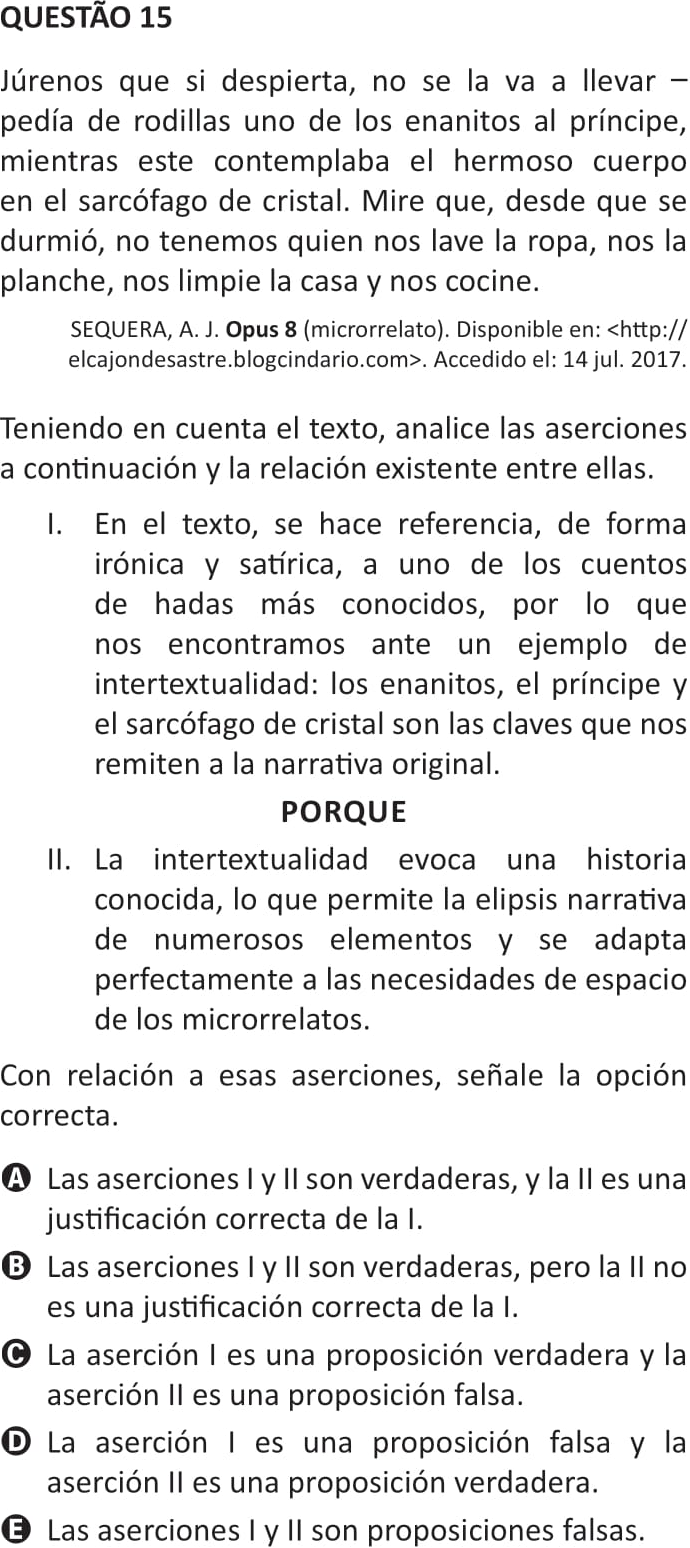 QUESTÃO 15
Júrenos que si despierta, no se la va a llevar –
pedía de rodillas uno de los enanitos al príncipe,
mientras este contemplaba el hermoso cuerpo
en el sarcófago de cristal. Mire que, desde que se
durmió, no tenemos quien nos lave la ropa, nos la
planche, nos limpie la casa y nos cocine.
SEQUERA, A. J. Opus 8 (microrrelato). Disponible en: <http://
elcajondesastre.blogcindario.com>. Accedido el: 14 jul. 2017.
Teniendo en cuenta el texto, analice las aserciones
a continuación y la relación existente entre ellas.
I. En el texto, se hace referencia, de forma
irónica y satírica, a uno de los cuentos
de hadas más conocidos, por lo que
nos encontramos ante un ejemplo de
intertextualidad: los enanitos, el príncipe y
el sarcófago de cristal son las claves que nos
remiten a la narrativa original.
PORQUE
II. La intertextualidad evoca una historia
conocida, lo que permite la elipsis narrativa
de numerosos elementos y se adapta
perfectamente a las necesidades de espacio
de los microrrelatos.
Con relación a esas aserciones, señale la opción
correcta.
A Las aserciones I y II son verdaderas, y la II es una
justificación correcta de la I.
B Las aserciones I y II son verdaderas, pero la II no
es una justificación correcta de la I.
C La aserción I es una proposición verdadera y la
aserción II es una proposición falsa.
D La aserción I es una proposición falsa y la
aserción II es una proposición verdadera.
E Las aserciones I y II son proposiciones falsas.